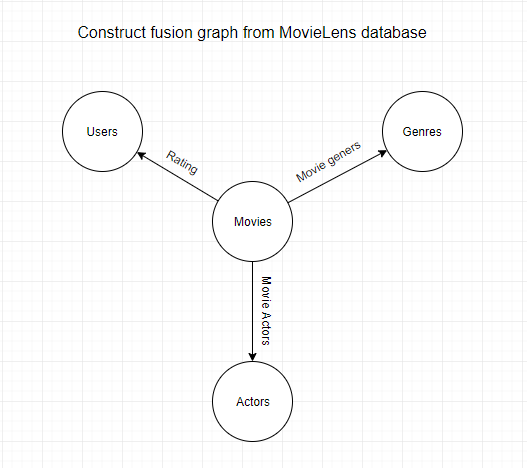 Construct fusion graph from MovieLens database
Users
Genres
Rating
Movie geners
Movies
Movie Actors
Actors